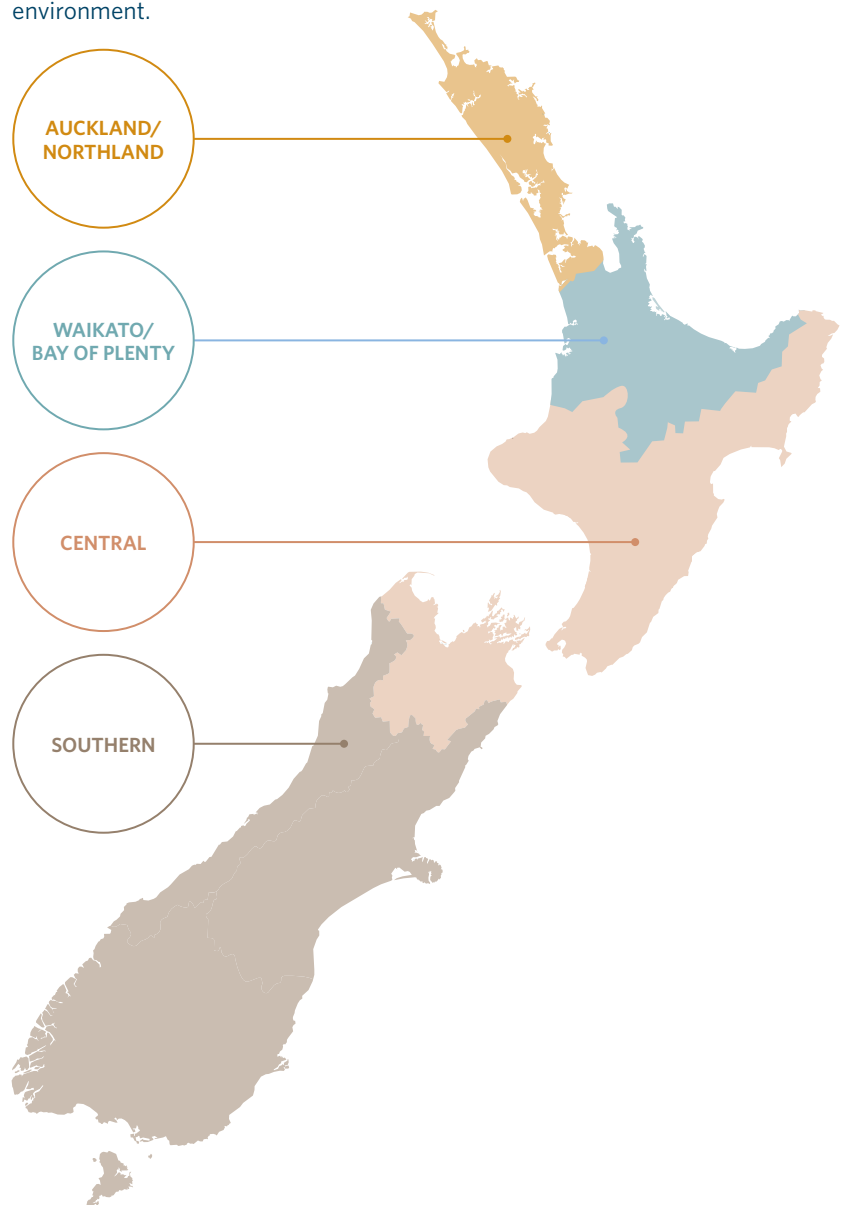 environment.
AUCKLAND/
NORTHLAND
WAIKATO/
BAY OF PLENTY
CENTRAL
SOUTHERN